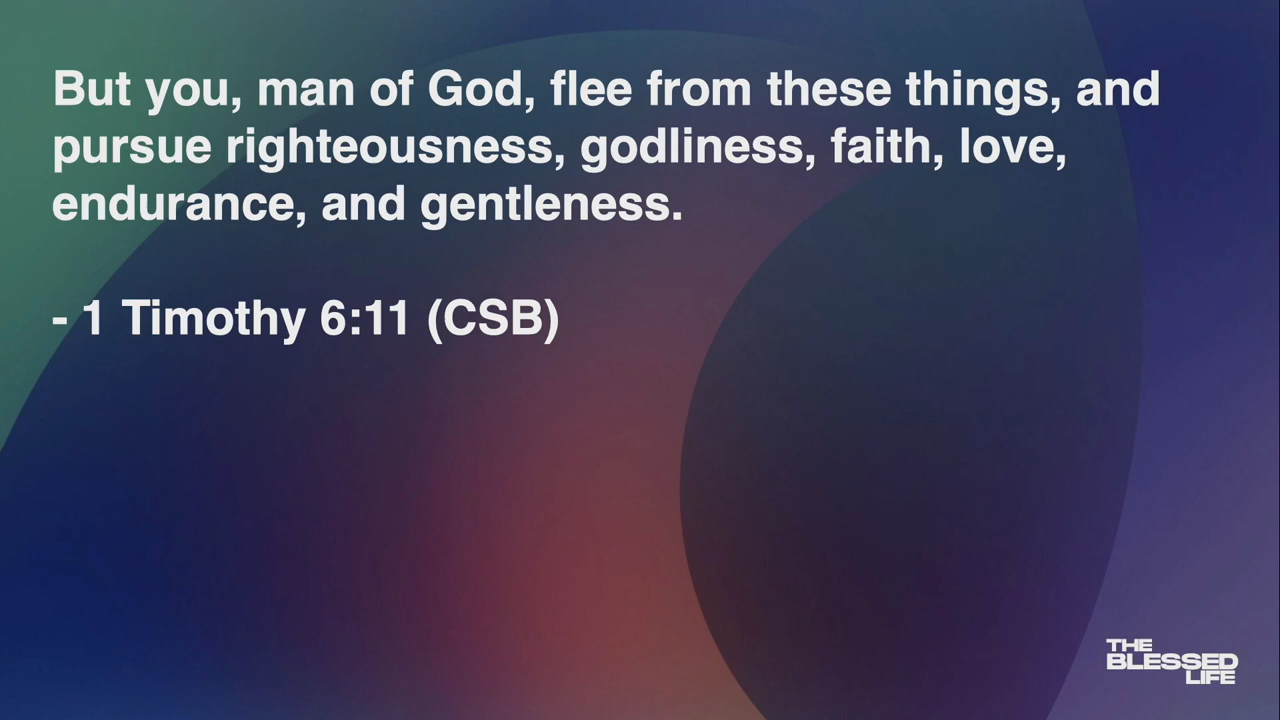 But you, man of God, flee from these things, and
pursue righteousness, godliness, faith, love,
endurance, and gentleness.
- 1 Timothy 6:11 (CSB)
THE
BLESSED
LIFE